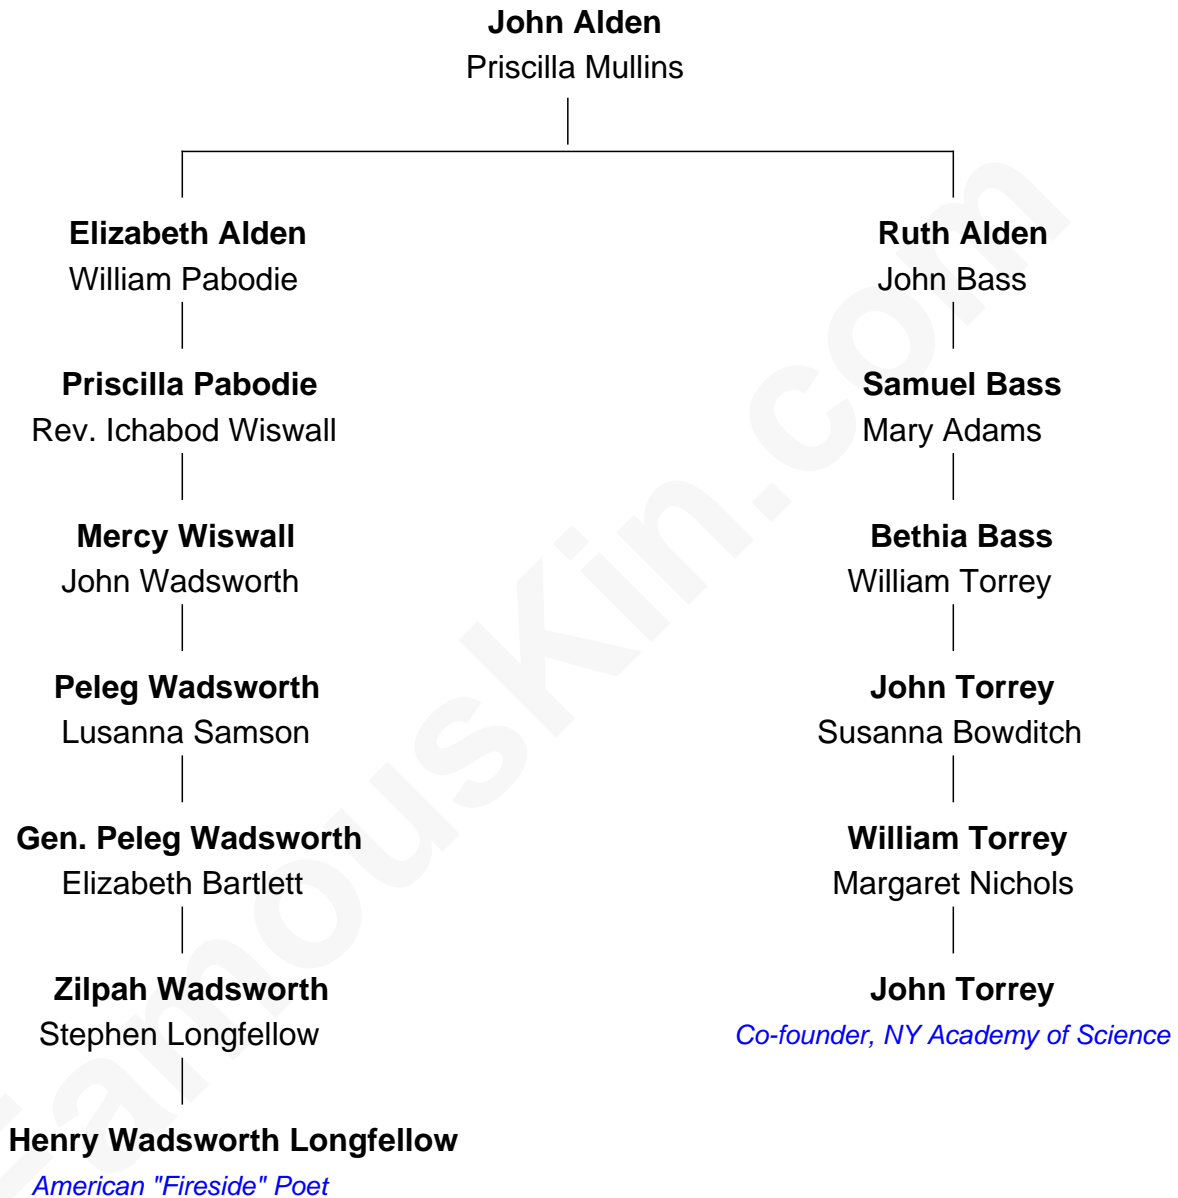 John Alden
Priscilla Mullins
Elizabeth Alden
William Pabodie
Ruth Alden
John Bass
Priscilla Pabodie
Rev. Ichabod Wiswall
Samuel Bass
Mary Adams
Mercy Wiswall
John Wadsworth
Bethia Bass
William Torrey
Peleg Wadsworth
Lusanna Samson
John Torrey
Susanna Bowditch
Gen. Peleg Wadsworth
Elizabeth Bartlett
William Torrey
Margaret Nichols
Zilpah Wadsworth
Stephen Longfellow
John Torrey
Co-founder, NY Academy of Science
Henry Wadsworth Longfellow
American "Fireside" Poet
FamousKin.com